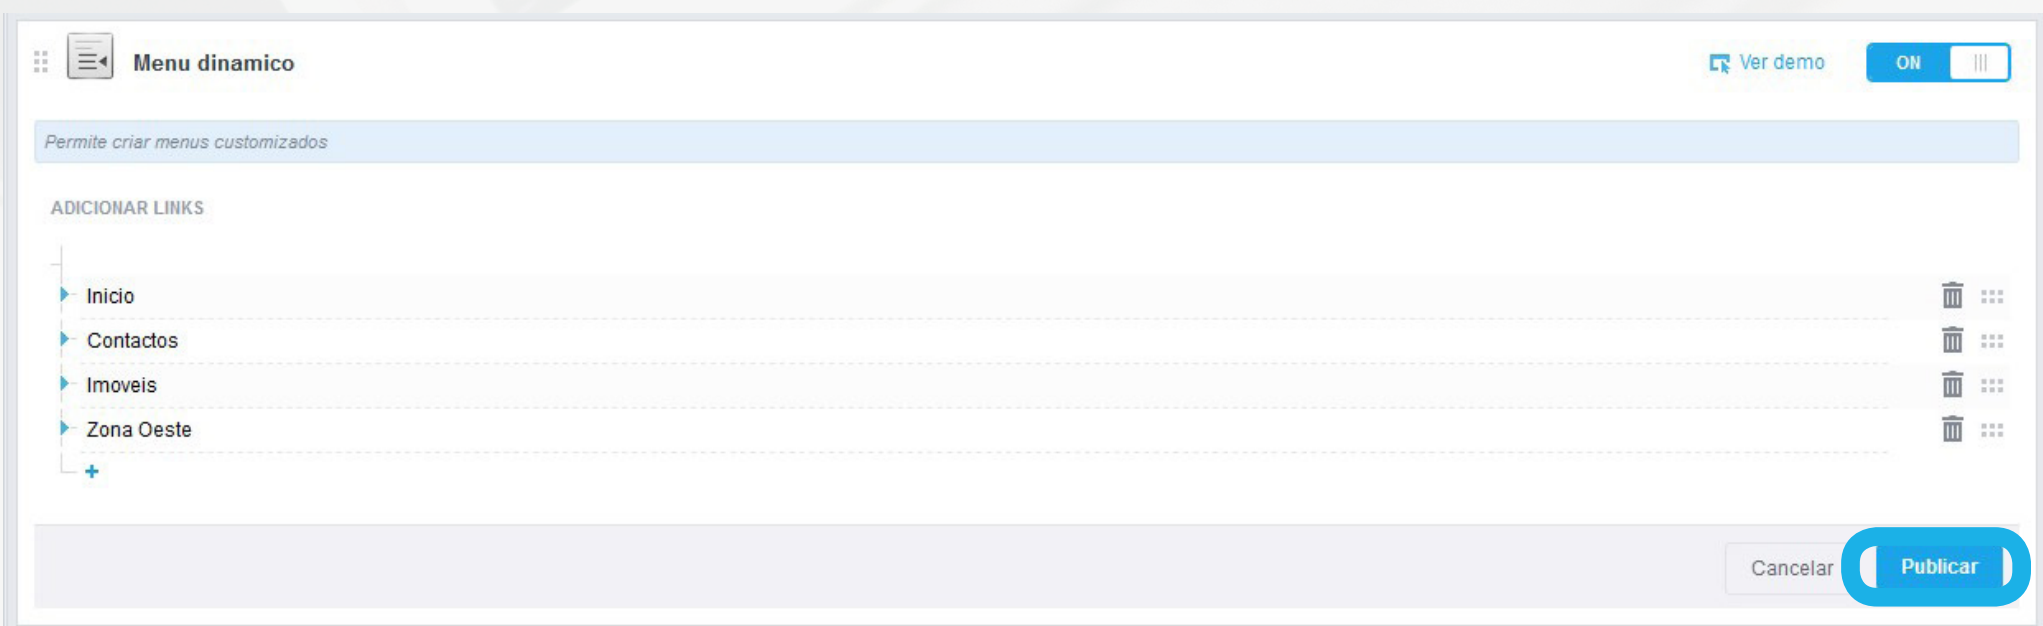 Menu dinamico
Ver demo
ON
Permite criar menus customizados
ADICIONAR LINKS
Inicio
Contactos
Imoveis
Zona Oeste
Cancelar
Publicar